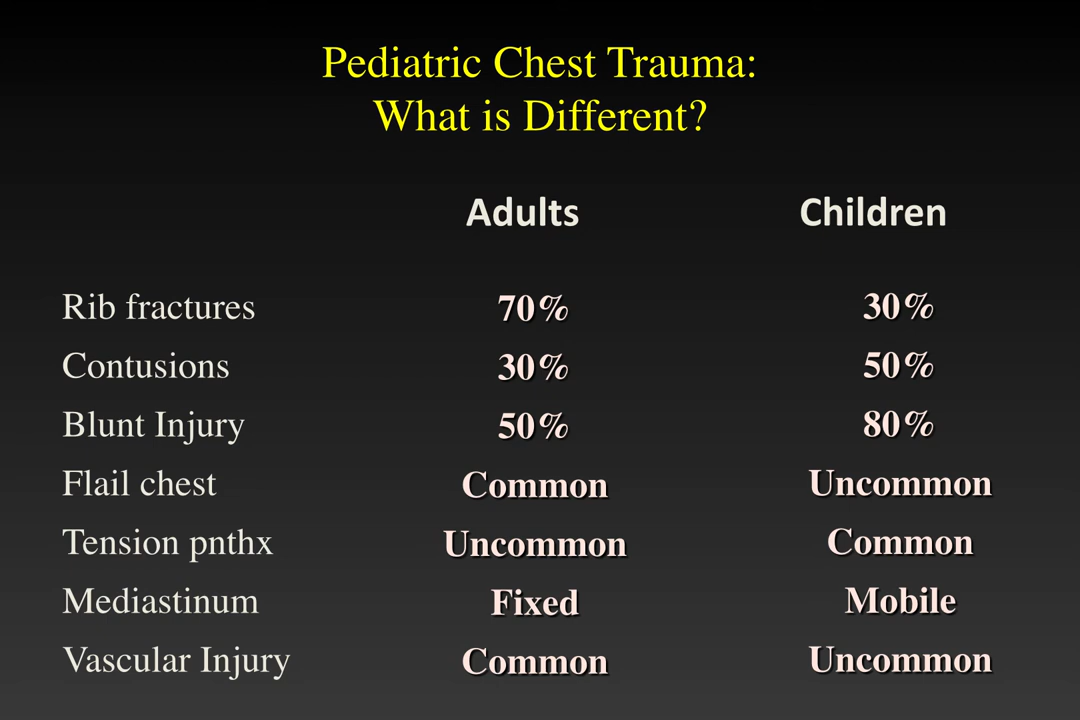 Pediatric Chest Trauma:
What is Different?
Adults Children
Rib fractures 70% 30%
Contusions 30% 50%
Blunt Injury 50% 80%
Flail chest Common Uncommon
Tension pnthx Uncommon Common
Mediastinum Fixed Mobile
Vascular Injury Common Uncommon